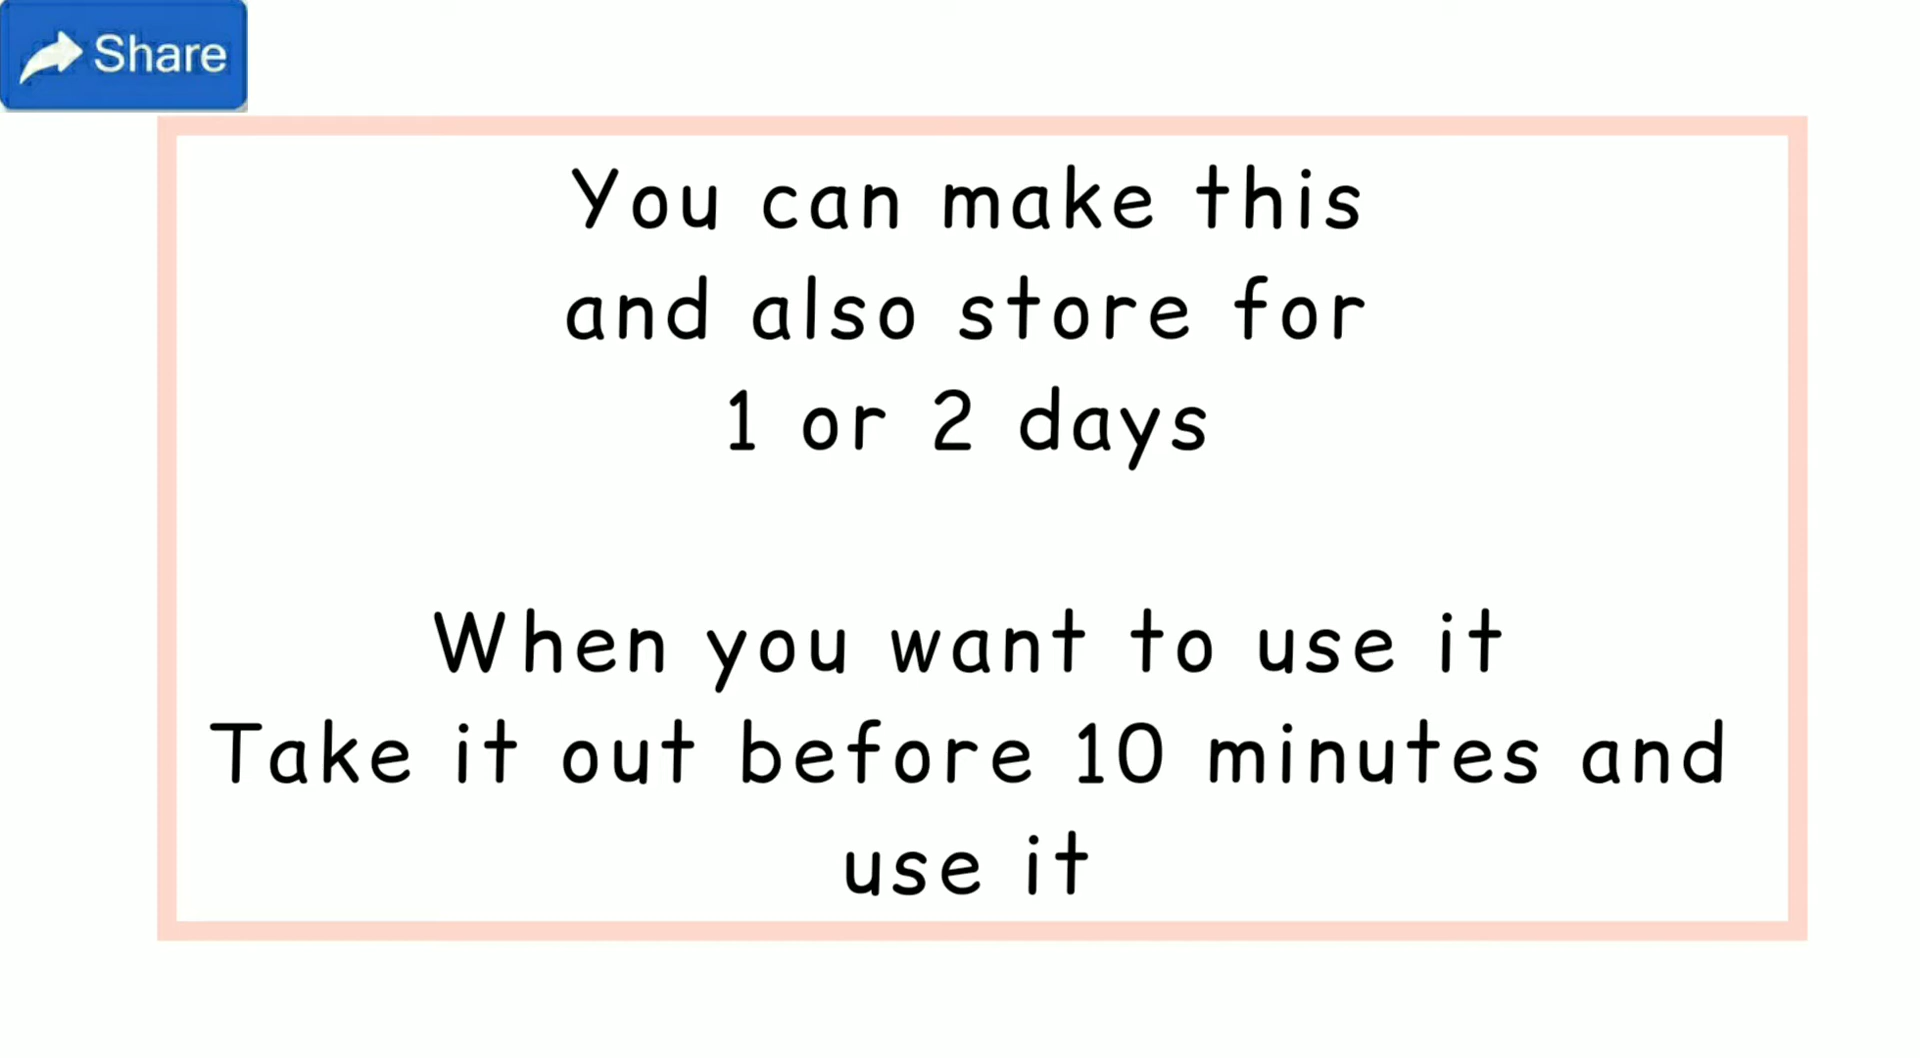 Share
You can make this
and also store for
1 or 2 days
When you want to use it
Take it out before 10 minutes and
use it